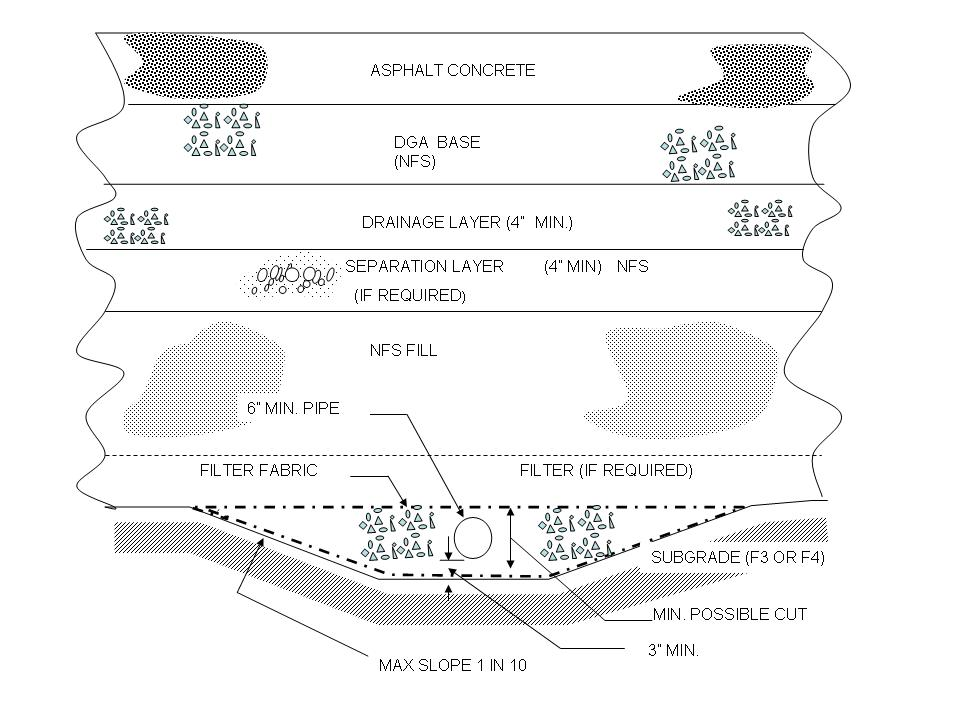 ASPHALT CONCRETE
DGA BASE
(NFS)
DRAINAGE LAYER (4” MIN.)
SEPARATION LAYER (4” MIN) NFS
(IF REQUIRED)
NFS FILL
6” MIN. PIPE
FILTER FABRIC
FILTER (IF REQUIRED)
SUBGRADE (F3 OR F4)
MIN. POSSIBLE CUT
3” MIN.
MAX SLOPE 1 IN 10